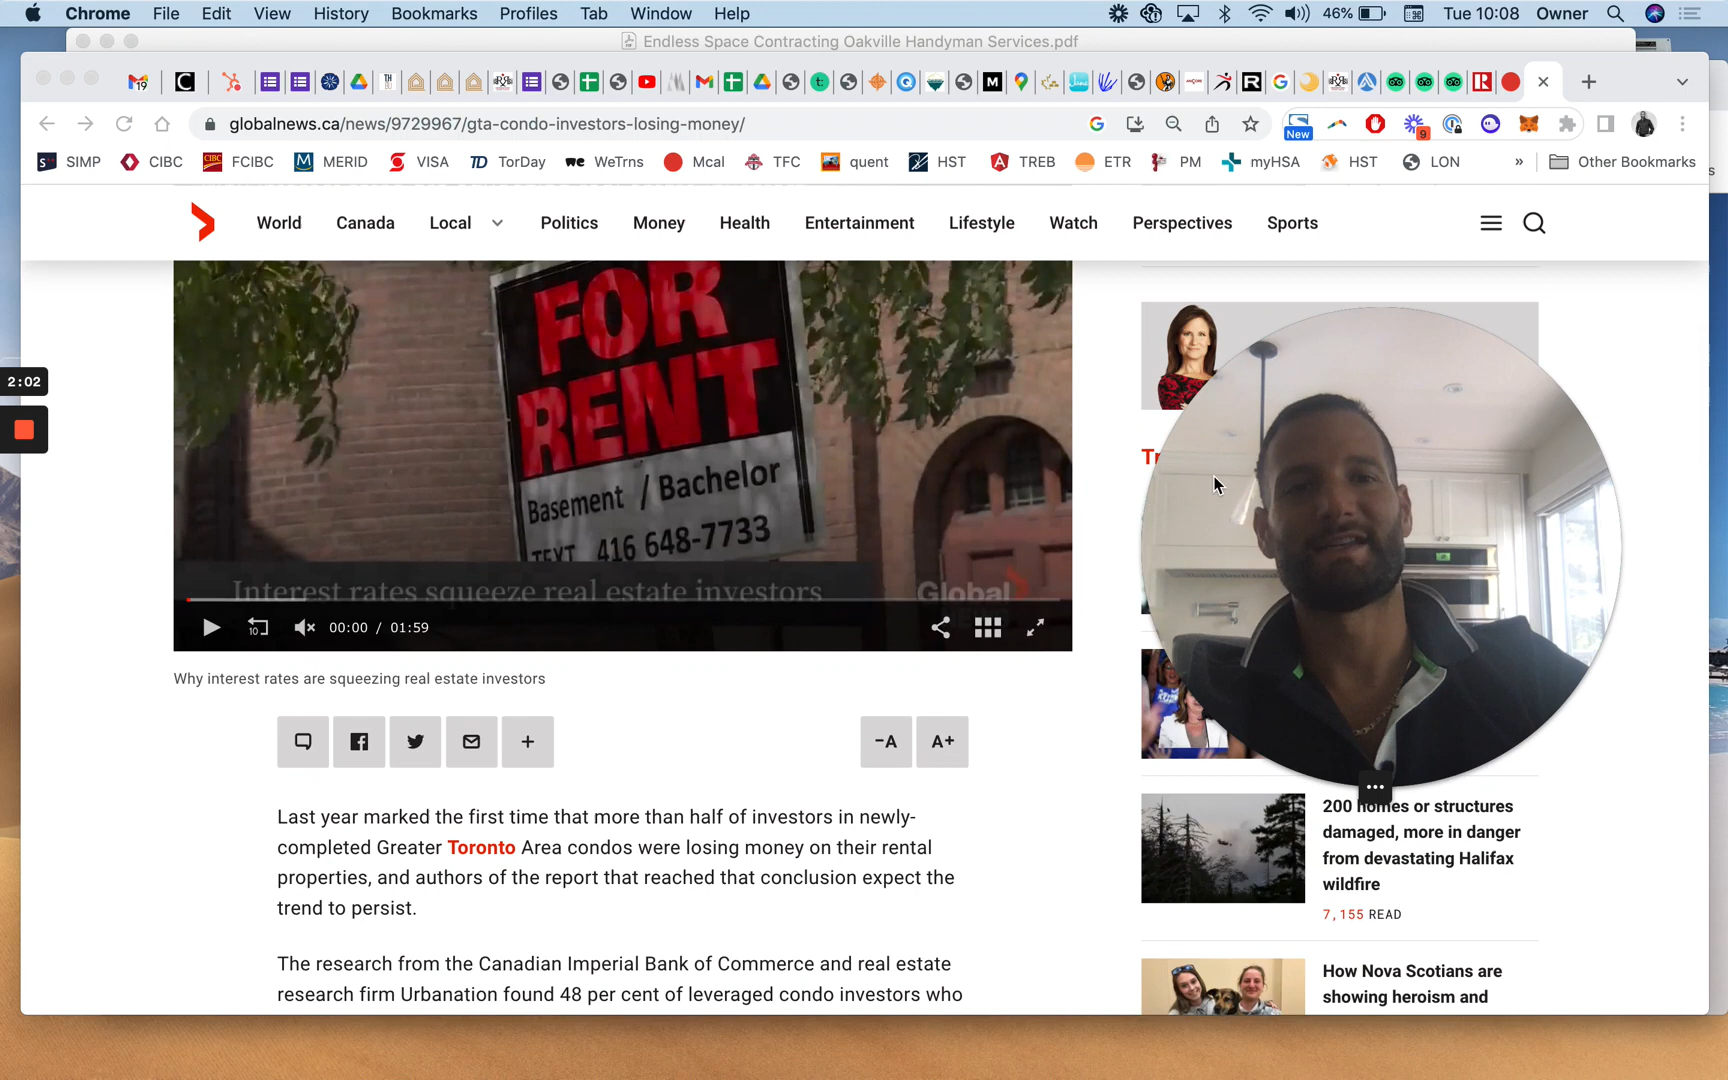 Chrome File Edit View History Bookmarks Profiles Tab Window Help 46% Tue 10:08 Owner
Endless Space Contracting Oakville Handyman Services.pdf
globalnews.ca/news/9729967/gta-condo-investors-losing-money/
New
9
SIMP CIBC FCIBC MERID VISA TorDay WeTrns Mcal TFC quent HST TREB ETR PM myHSA HST LON » Other Bookmarks
World Canada Local Politics Money Health Entertainment Lifestyle Watch Perspectives Sports
2:02
FOR
RENT
Basement / Bachelor
TEXT 416 648-7733
Interest rates squeeze real estate investors
Global
00:00 / 01:59
Why interest rates are squeezing real estate investors
-A A+
Last year marked the first time that more than half of investors in newly-
completed Greater Toronto Area condos were losing money on their rental
properties, and authors of the report that reached that conclusion expect the
trend to persist.
The research from the Canadian Imperial Bank of Commerce and real estate
research firm Urbanation found 48 per cent of leveraged condo investors who
200 homes or structures
damaged, more in danger
from devastating Halifax
wildfire
7,155 READ
How Nova Scotians are
showing heroism and